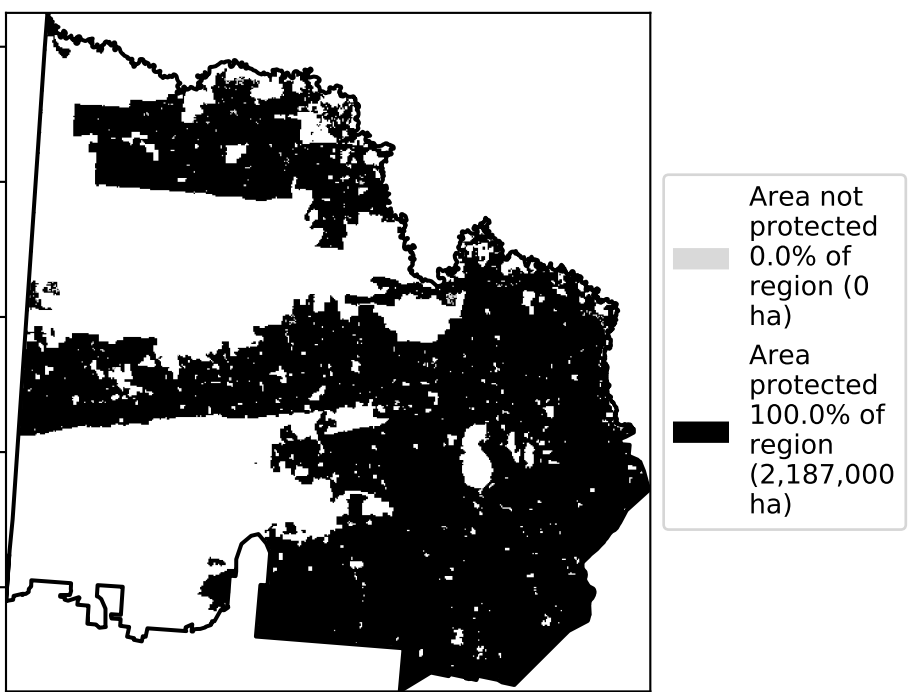 Area not
protected
0.0% of
region (0
ha)
Area
protected
100.0% of
region
(2,187,000
ha)